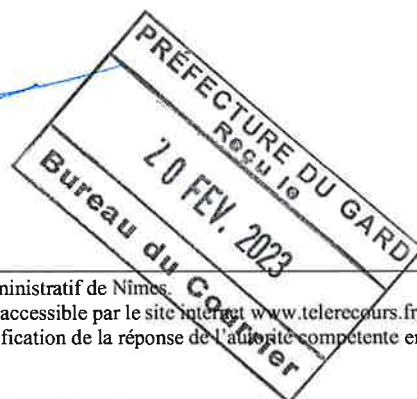 PRÉFECTURE DU GARD
Reçu le
20 FEV. 2023
Bureau du Courrier
ministratif de Nîmes.
accessible par le site internet www.telerecours.fr
fication de la réponse de l'autorité compétente en